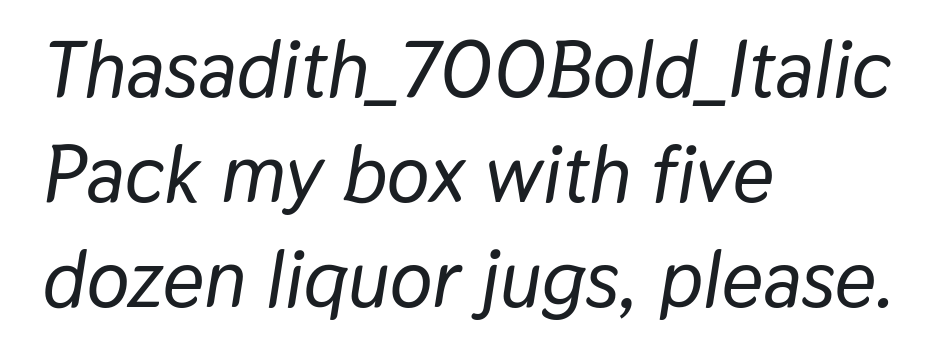 Thasadith_700Bold_Italic
Pack my box with five
dozen liquor jugs, please.